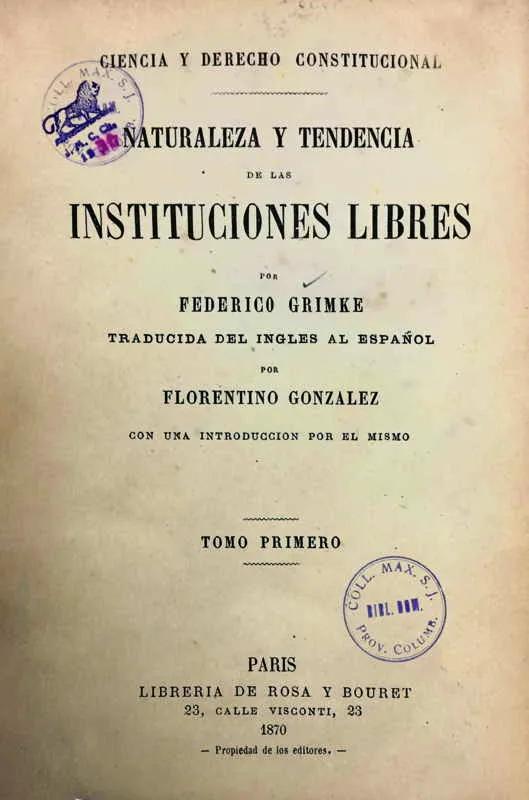 CIENCIA Y DERECHO CONSTITUCIONAL
NATURALEZA Y TENDENCIA
DE LAS
INSTITUCIONES LIBRES
POR
FEDERICO GRIMKE
TRADUCIDA DEL INGLES AL ESPAÑOL
POR
FLORENTINO GONZALEZ
CON UNA INTRODUCCION POR EL MISMO
TOMO PRIMERO
COLL. MAX. S. J.
COLL. MAX. S. J.
BIBL. DOM.
PROV. COLUMB.
PARIS
LIBRERIA DE ROSA Y BOURET
23, CALLE VISCONTI, 23
1870
— Propiedad de los editores. —